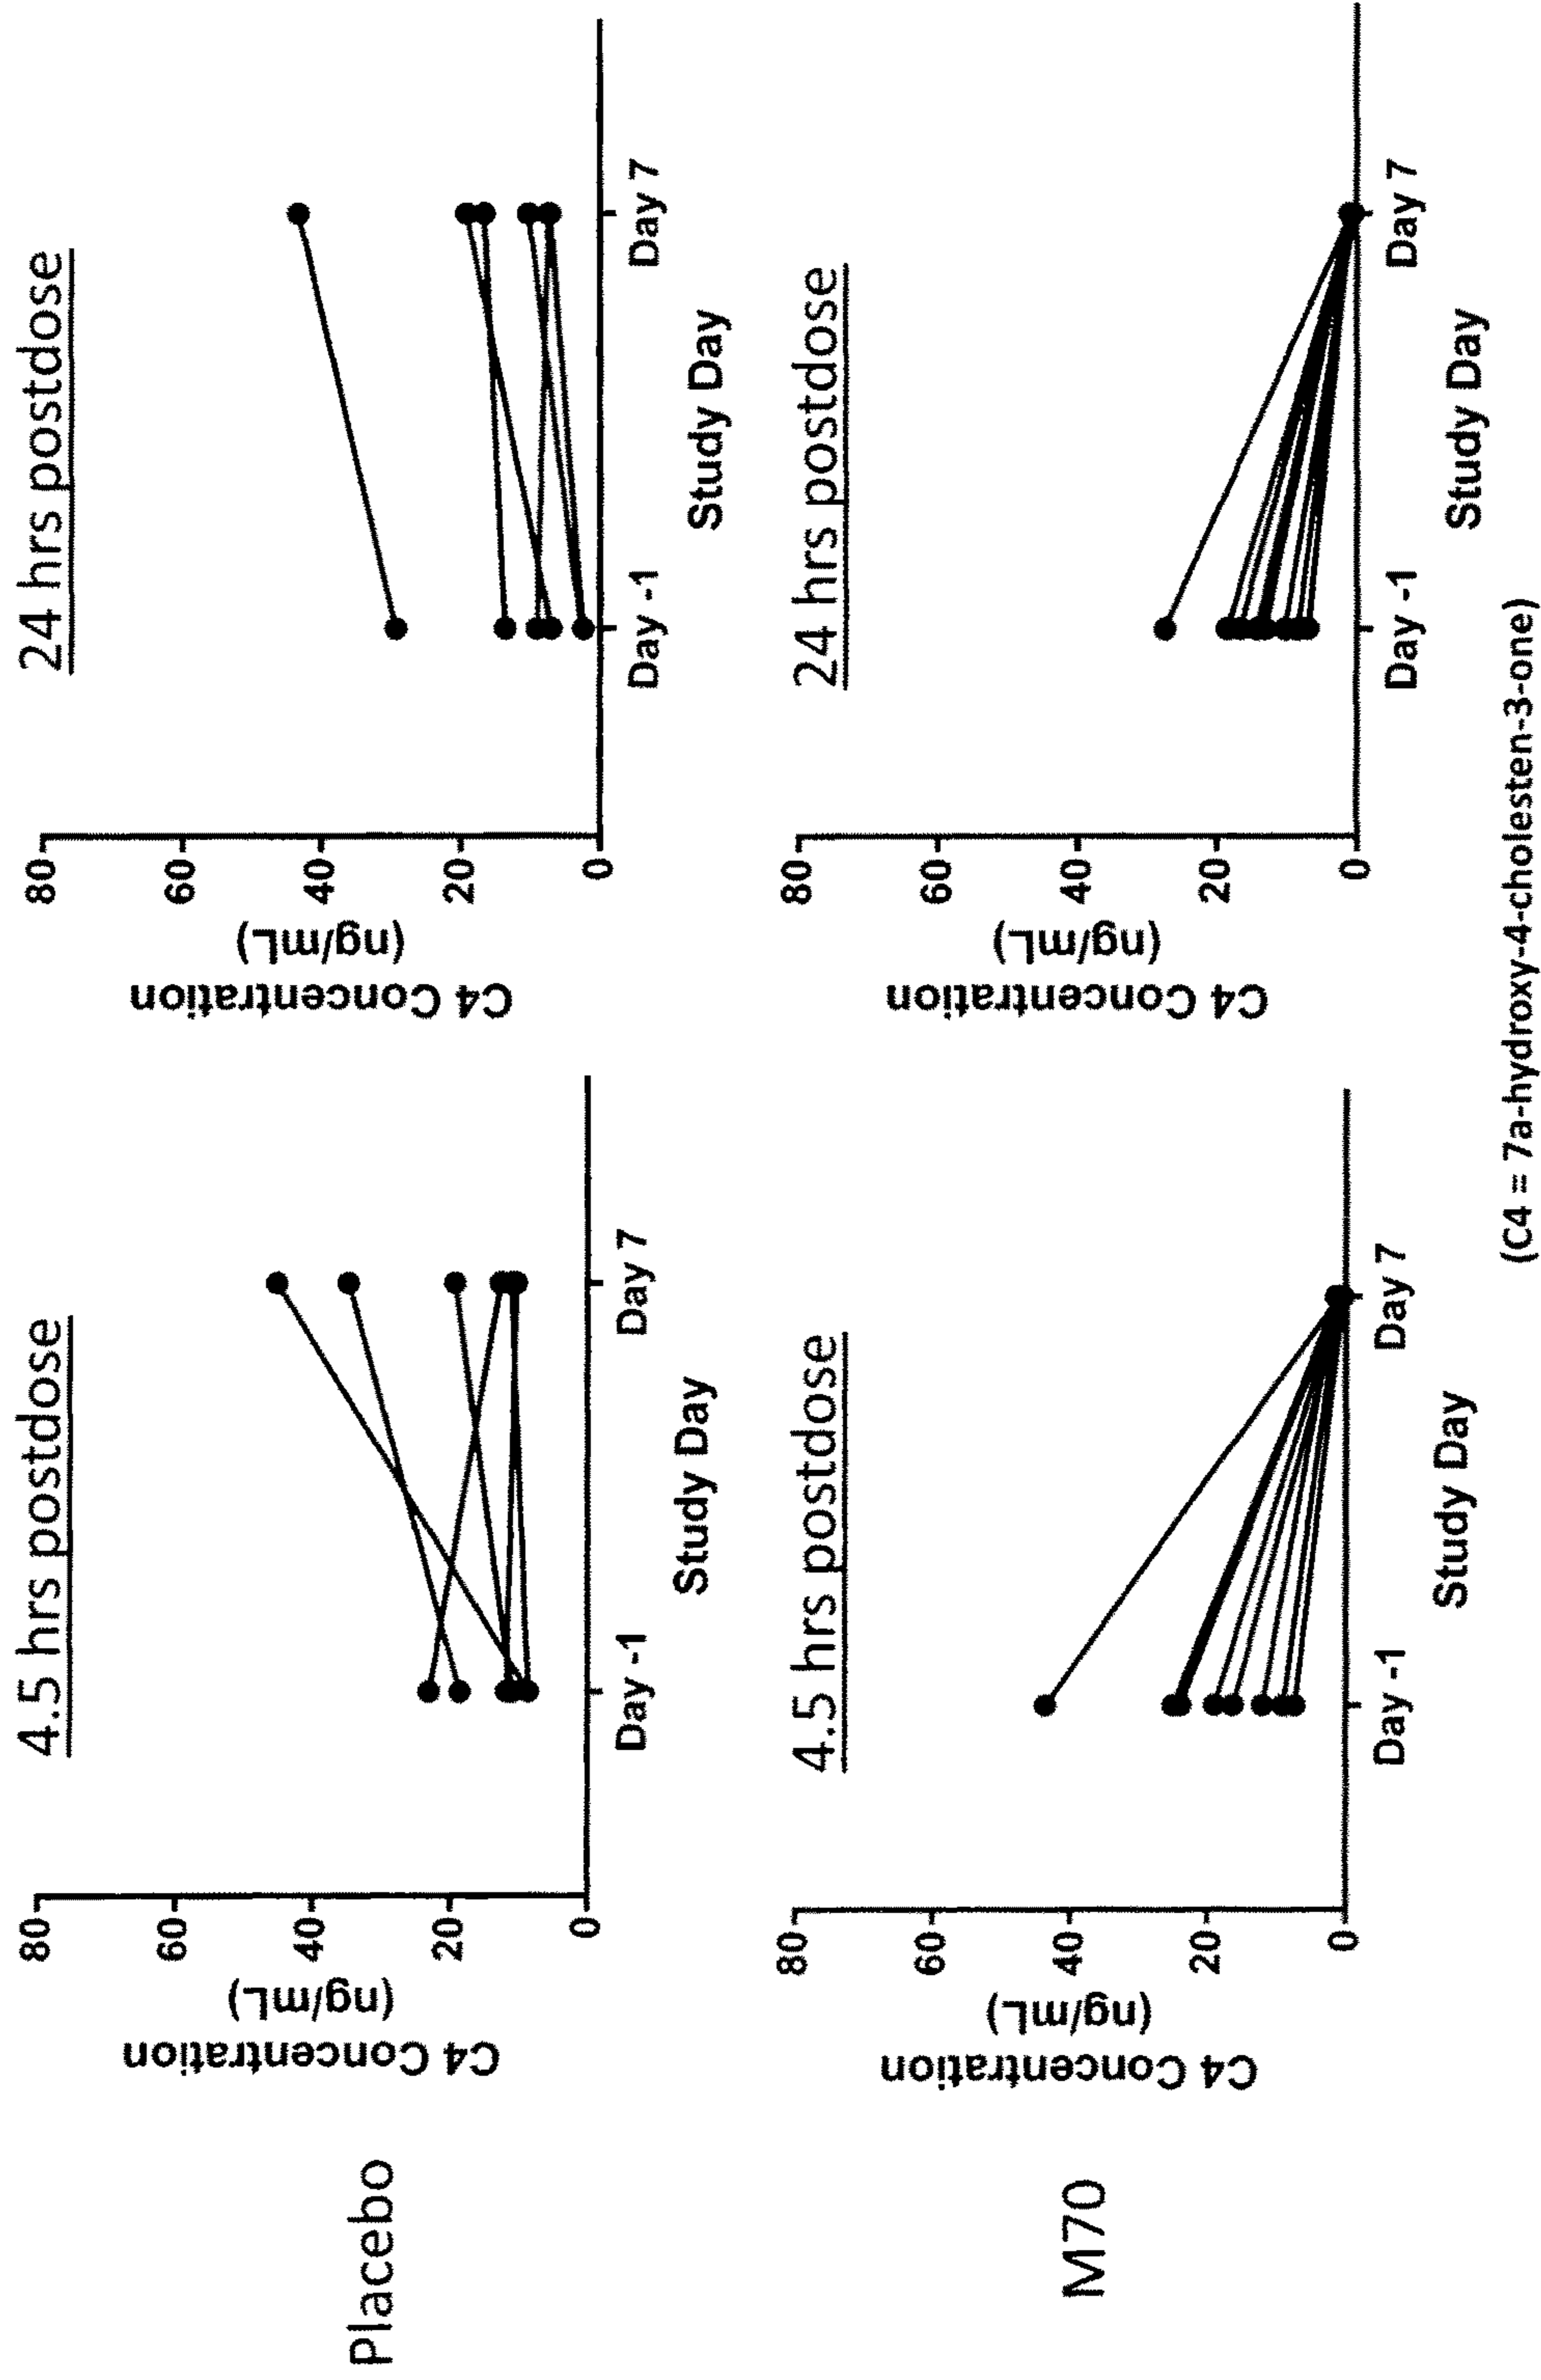 4.5 hrs postdose
24 hrs postdose
Placebo
C4 Concentration
(ng/mL)
80
60
40
20
0
Day -1
Day 7
Study Day
C4 Concentration
(ng/mL)
80
60
40
20
0
Day -1
Day 7
Study Day
4.5 hrs postdose
24 hrs postdose
M70
C4 Concentration
(ng/mL)
80
60
40
20
0
Day -1
Day 7
Study Day
C4 Concentration
(ng/mL)
80
60
40
20
0
Day -1
Day 7
Study Day
(C4 = 7a-hydroxy-4-cholesten-3-one)